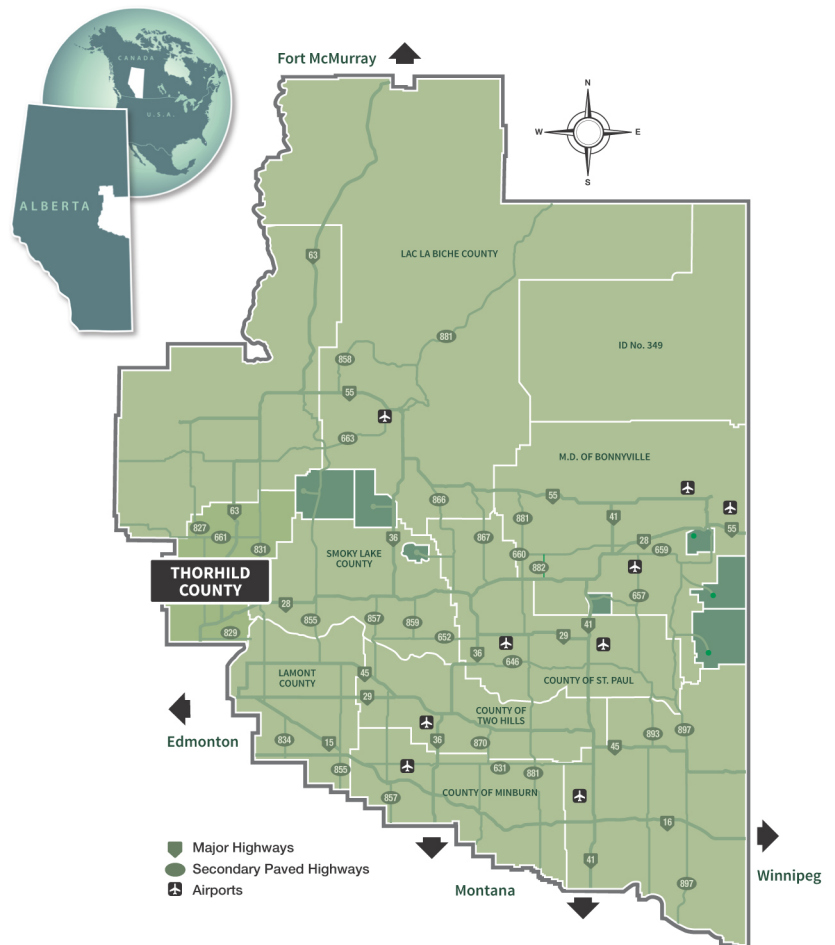 Fort McMurray
CANADA
U.S.A.
ALBERTA
N
W
E
S
63
LAC LA BICHE COUNTY
881
ID No. 349
858
55
663
M.D. OF BONNYVILLE
866
55
63
827
661
831
36
867
881
41
28
659
55
SMOKY LAKE
COUNTY
660
882
THORHILD
COUNTY
657
28
855
857
859
829
652
41
29
36
646
LAMONT
COUNTY
45
29
COUNTY OF ST. PAUL
COUNTY OF
TWO HILLS
Edmonton
834
15
36
870
45
893
897
855
631
881
857
COUNTY OF MINBURN
16
Major Highways
Secondary Paved Highways
Airports
41
897
Winnipeg
Montana